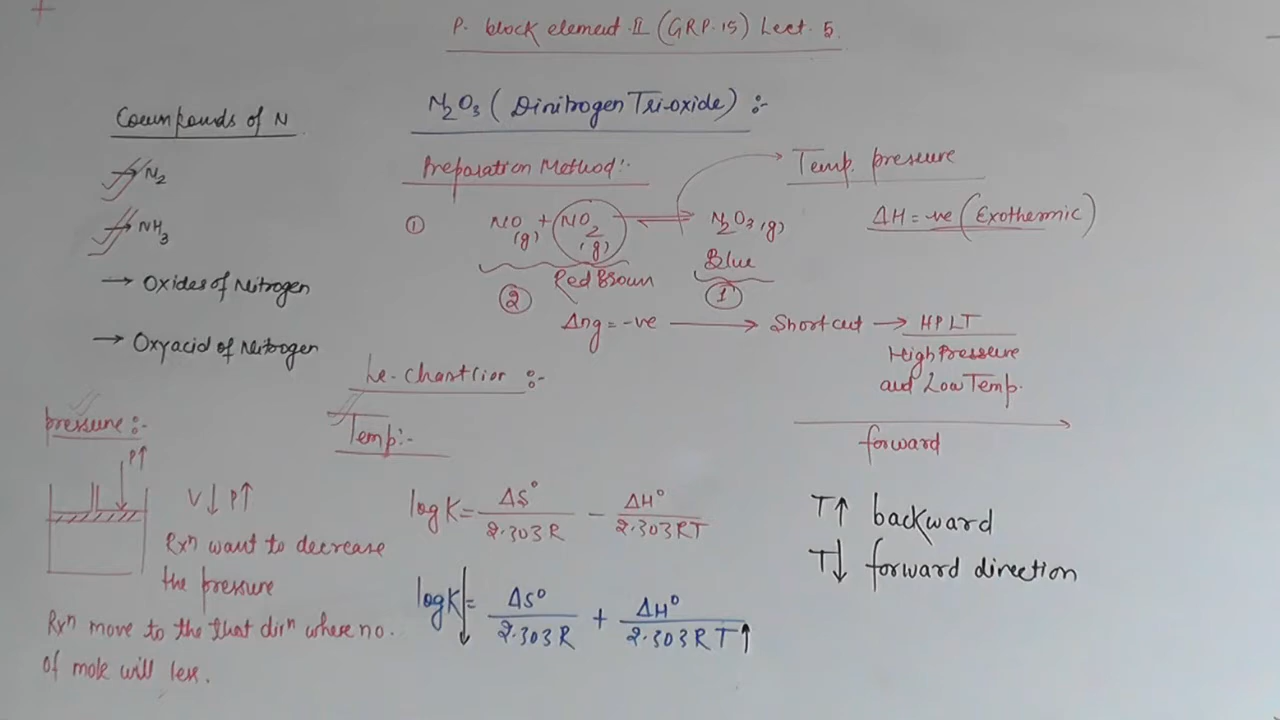 P. block element II (GRP.15) Lect. 5.
Compounds of N
→ N₂
→ NH₃
→ Oxides of Nitrogen
→ Oxyacid of Nitrogen
N₂O₃ (Dinitrogen Tri-oxide) :-
Preparation Method:-
Temp. pressure
① NO(g) + NO₂(g) ⇌ N₂O₃(g)
ΔH = -ve (Exothermic)
Red Brown
Blue
② ①
Δng = -ve → Shortcut → HPLT
High Pressure
and Low Temp.
forward
Le-Chantlior :-
pressure :-
P↑
V↓ P↑
Rxⁿ want to decrease
the pressure
Rxⁿ move to the that dirⁿ where no.
of mole will less.
Temp:-
logK = ΔS°/2.303R - ΔH°/2.303RT
logK↓ = ΔS°/2.303R + ΔH°/2.303RT↑
T↑ backward
T↓ forward direction